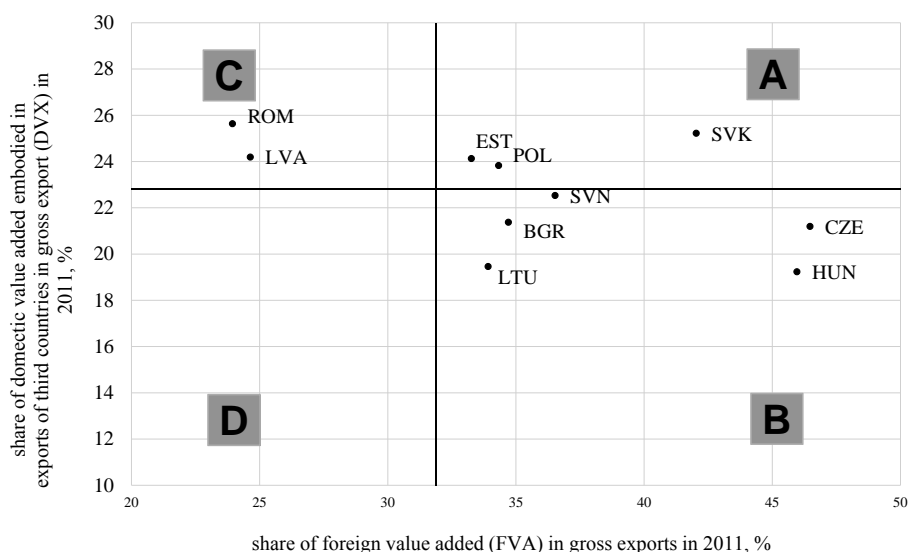 share of domectic value added embodied in
exports of third countries in gross export (DVX) in
2011, %
30
28
26
24
22
20
18
16
14
12
10
C
A
ROM
LVA
EST
POL
SVK
SVN
BGR
CZE
LTU
HUN
D
B
20
25
35
40
45
50
share of foreign value added (FVA) in gross exports in 2011, %